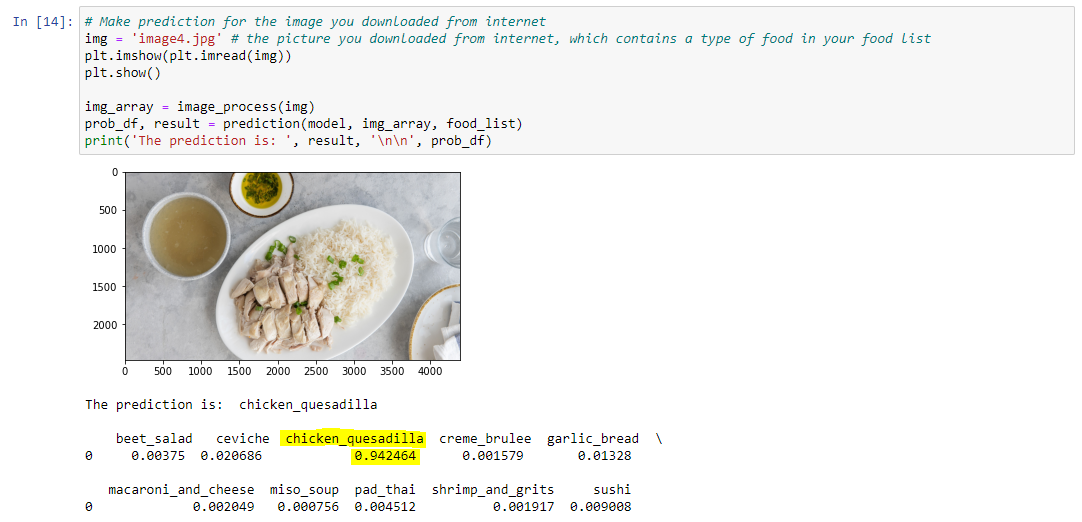 In [14]: # Make prediction for the image you downloaded from internet
img = 'image4.jpg' # the picture you downloaded from internet, which contains a type of food in your food list
plt.imshow(plt.imread(img))
plt.show()
img_array = image_process(img)
prob_df, result = prediction(model, img_array, food_list)
print('The prediction is: ', result, '\n\n', prob_df)
0
500
1000
1500
2000
0 500 1000 1500 2000 2500 3000 3500 4000
The prediction is:  chicken_quesadilla
beet_salad ceviche chicken_quesadilla creme_brulee garlic_bread \
0 0.00375 0.020686 0.942464 0.001579 0.01328
macaroni_and_cheese miso_soup pad_thai shrimp_and_grits sushi
0 0.002049 0.000756 0.004512 0.001917 0.009008